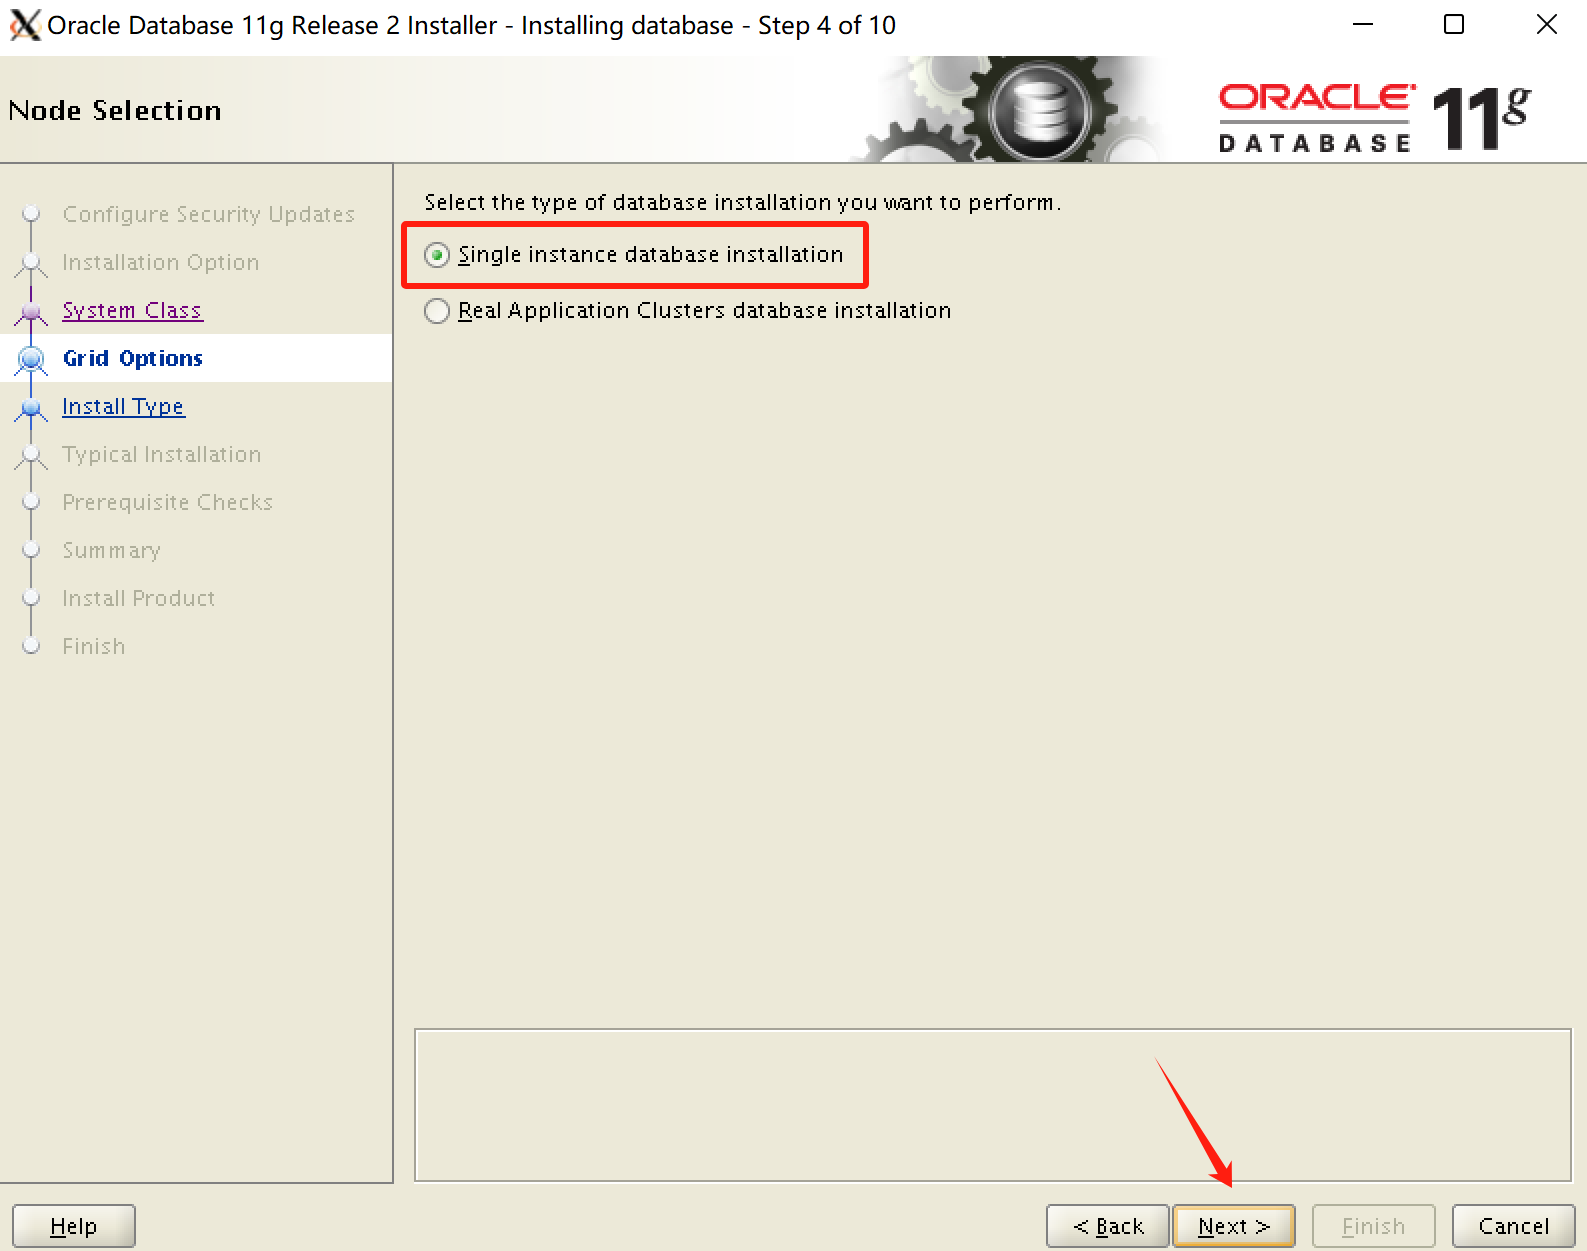 Oracle Database 11g Release 2 Installer - Installing database - Step 4 of 10
Node Selection
ORACLE
DATABASE
11g
Configure Security Updates
Installation Option
System Class
Grid Options
Install Type
Typical Installation
Prerequisite Checks
Summary
Install Product
Finish
Select the type of database installation you want to perform.
Single instance database installation
Real Application Clusters database installation
Help
< Back
Next >
Finish
Cancel